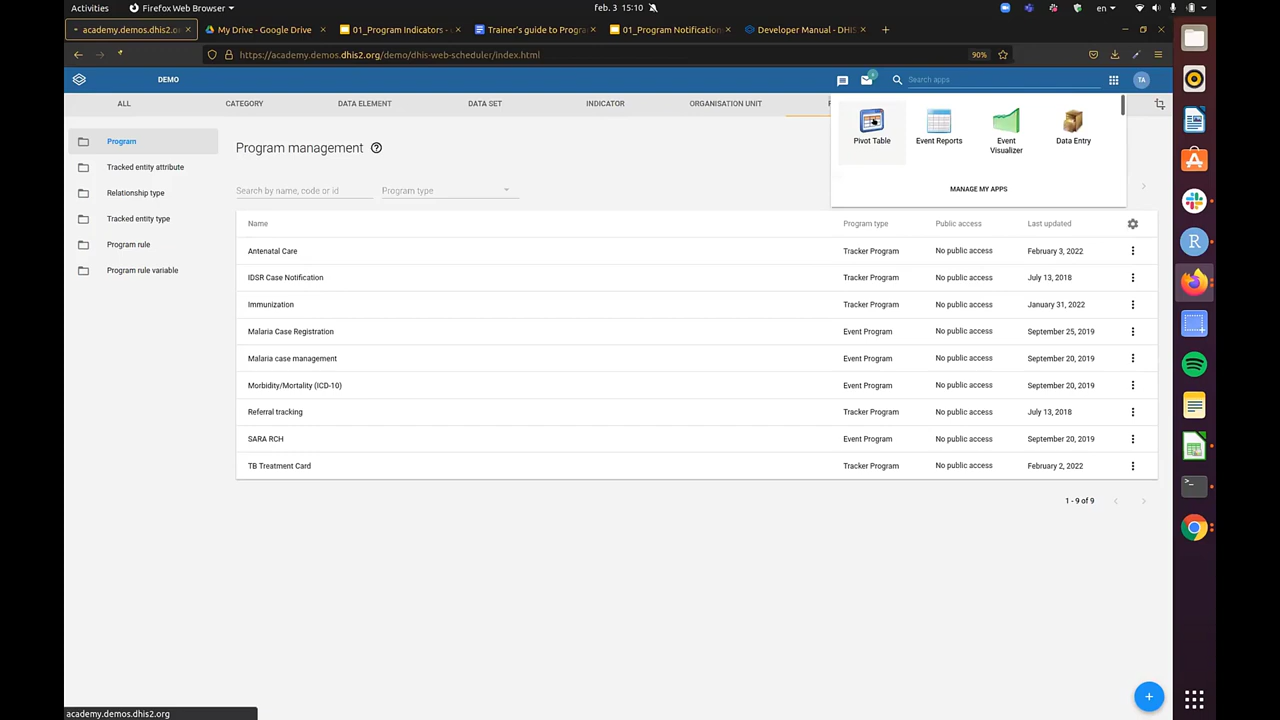 Activities
Firefox Web Browser
feb. 3 15:10
en
academy.demos.dhis2.o
My Drive - Google Drive
01_Program Indicators -
Trainer's guide to Progra
01_Program Notification
Developer Manual - DHIS
https://academy.demos.dhis2.org/demo/dhis-web-scheduler/index.html
90%
DEMO
Search apps
TA
ALL
CATEGORY
DATA ELEMENT
DATA SET
INDICATOR
ORGANISATION UNIT
Pivot Table
Event Reports
Event Visualizer
Data Entry
MANAGE MY APPS
Program
Tracked entity attribute
Relationship type
Tracked entity type
Program rule
Program rule variable
Program management
Search by name, code or id
Program type
Name Program type Public access Last updated
Antenatal Care Tracker Program No public access February 3, 2022
IDSR Case Notification Tracker Program No public access July 13, 2018
Immunization Tracker Program No public access January 31, 2022
Malaria Case Registration Event Program No public access September 25, 2019
Malaria case management Event Program No public access September 20, 2019
Morbidity/Mortality (ICD-10) Event Program No public access September 20, 2019
Referral tracking Tracker Program No public access July 13, 2018
SARA RCH Event Program No public access September 20, 2019
TB Treatment Card Tracker Program No public access February 2, 2022
1 - 9 of 9
academy.demos.dhis2.org